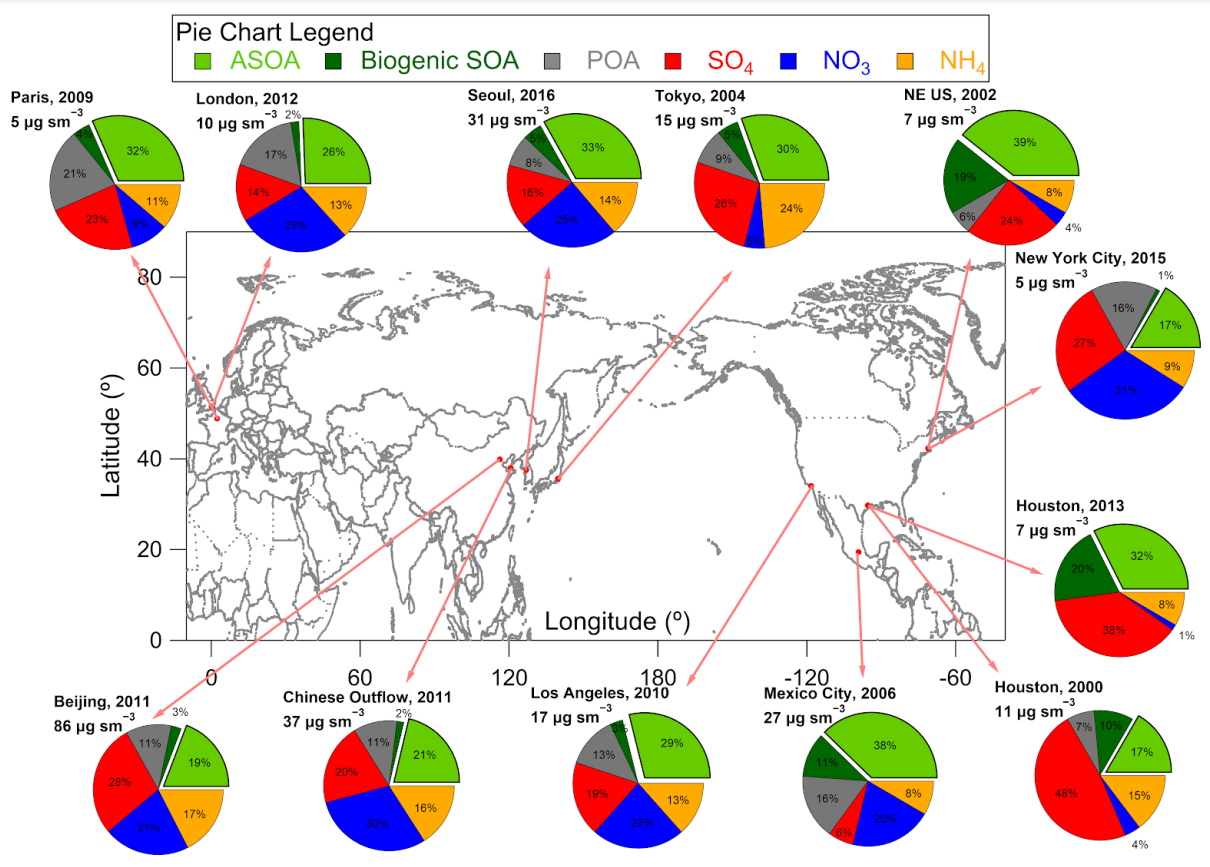 Pie Chart Legend
ASOA Biogenic SOA POA SO₄ NO₃ NH₄
Paris, 2009
5 µg sm⁻³
4%
32%
21%
11%
23%
9%
London, 2012
10 µg sm⁻³
2%
17%
26%
14%
13%
28%
Seoul, 2016
31 µg sm⁻³
5%
33%
8%
16%
14%
25%
Tokyo, 2004
15 µg sm⁻³
5%
30%
9%
28%
24%
5%
NE US, 2002
7 µg sm⁻³
39%
19%
8%
6%
24%
4%
New York City, 2015
5 µg sm⁻³
1%
16%
17%
27%
9%
31%
Houston, 2013
7 µg sm⁻³
32%
20%
8%
38%
1%
Latitude (º)
80
60
40
20
0
Longitude (º)
0 60 120 180 -120 -60
Beijing, 2011
86 µg sm⁻³
3%
11%
19%
28%
17%
21%
Chinese Outflow, 2011
37 µg sm⁻³
2%
11%
21%
20%
16%
30%
Los Angeles, 2010
17 µg sm⁻³
3%
29%
13%
19%
13%
23%
Mexico City, 2006
27 µg sm⁻³
38%
11%
16%
8%
20%
6%
Houston, 2000
11 µg sm⁻³
7%
10%
17%
48%
15%
4%